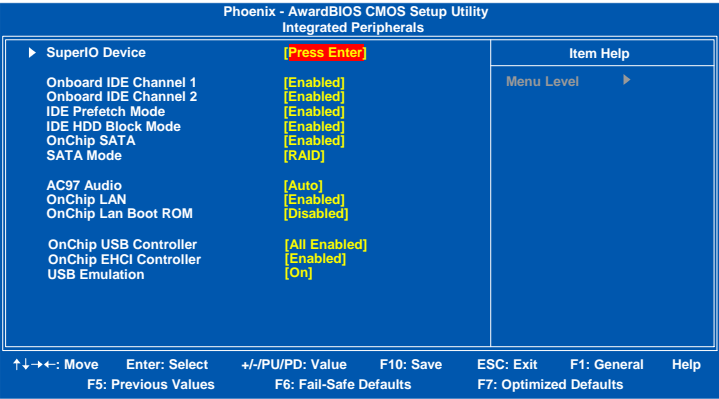 Phoenix - AwardBIOS CMOS Setup Utility
Integrated Peripherals
SuperIO Device [Press Enter]
Item Help
Onboard IDE Channel 1 [Enabled]
Menu Level
Onboard IDE Channel 2 [Enabled]
IDE Prefetch Mode [Enabled]
IDE HDD Block Mode [Enabled]
OnChip SATA [Enabled]
SATA Mode [RAID]
AC97 Audio [Auto]
OnChip LAN [Enabled]
OnChip Lan Boot ROM [Disabled]
OnChip USB Controller [All Enabled]
OnChip EHCI Controller [Enabled]
USB Emulation [On]
↑↓→←: Move Enter: Select +/-/PU/PD: Value F10: Save ESC: Exit F1: General Help
F5: Previous Values F6: Fail-Safe Defaults F7: Optimized Defaults